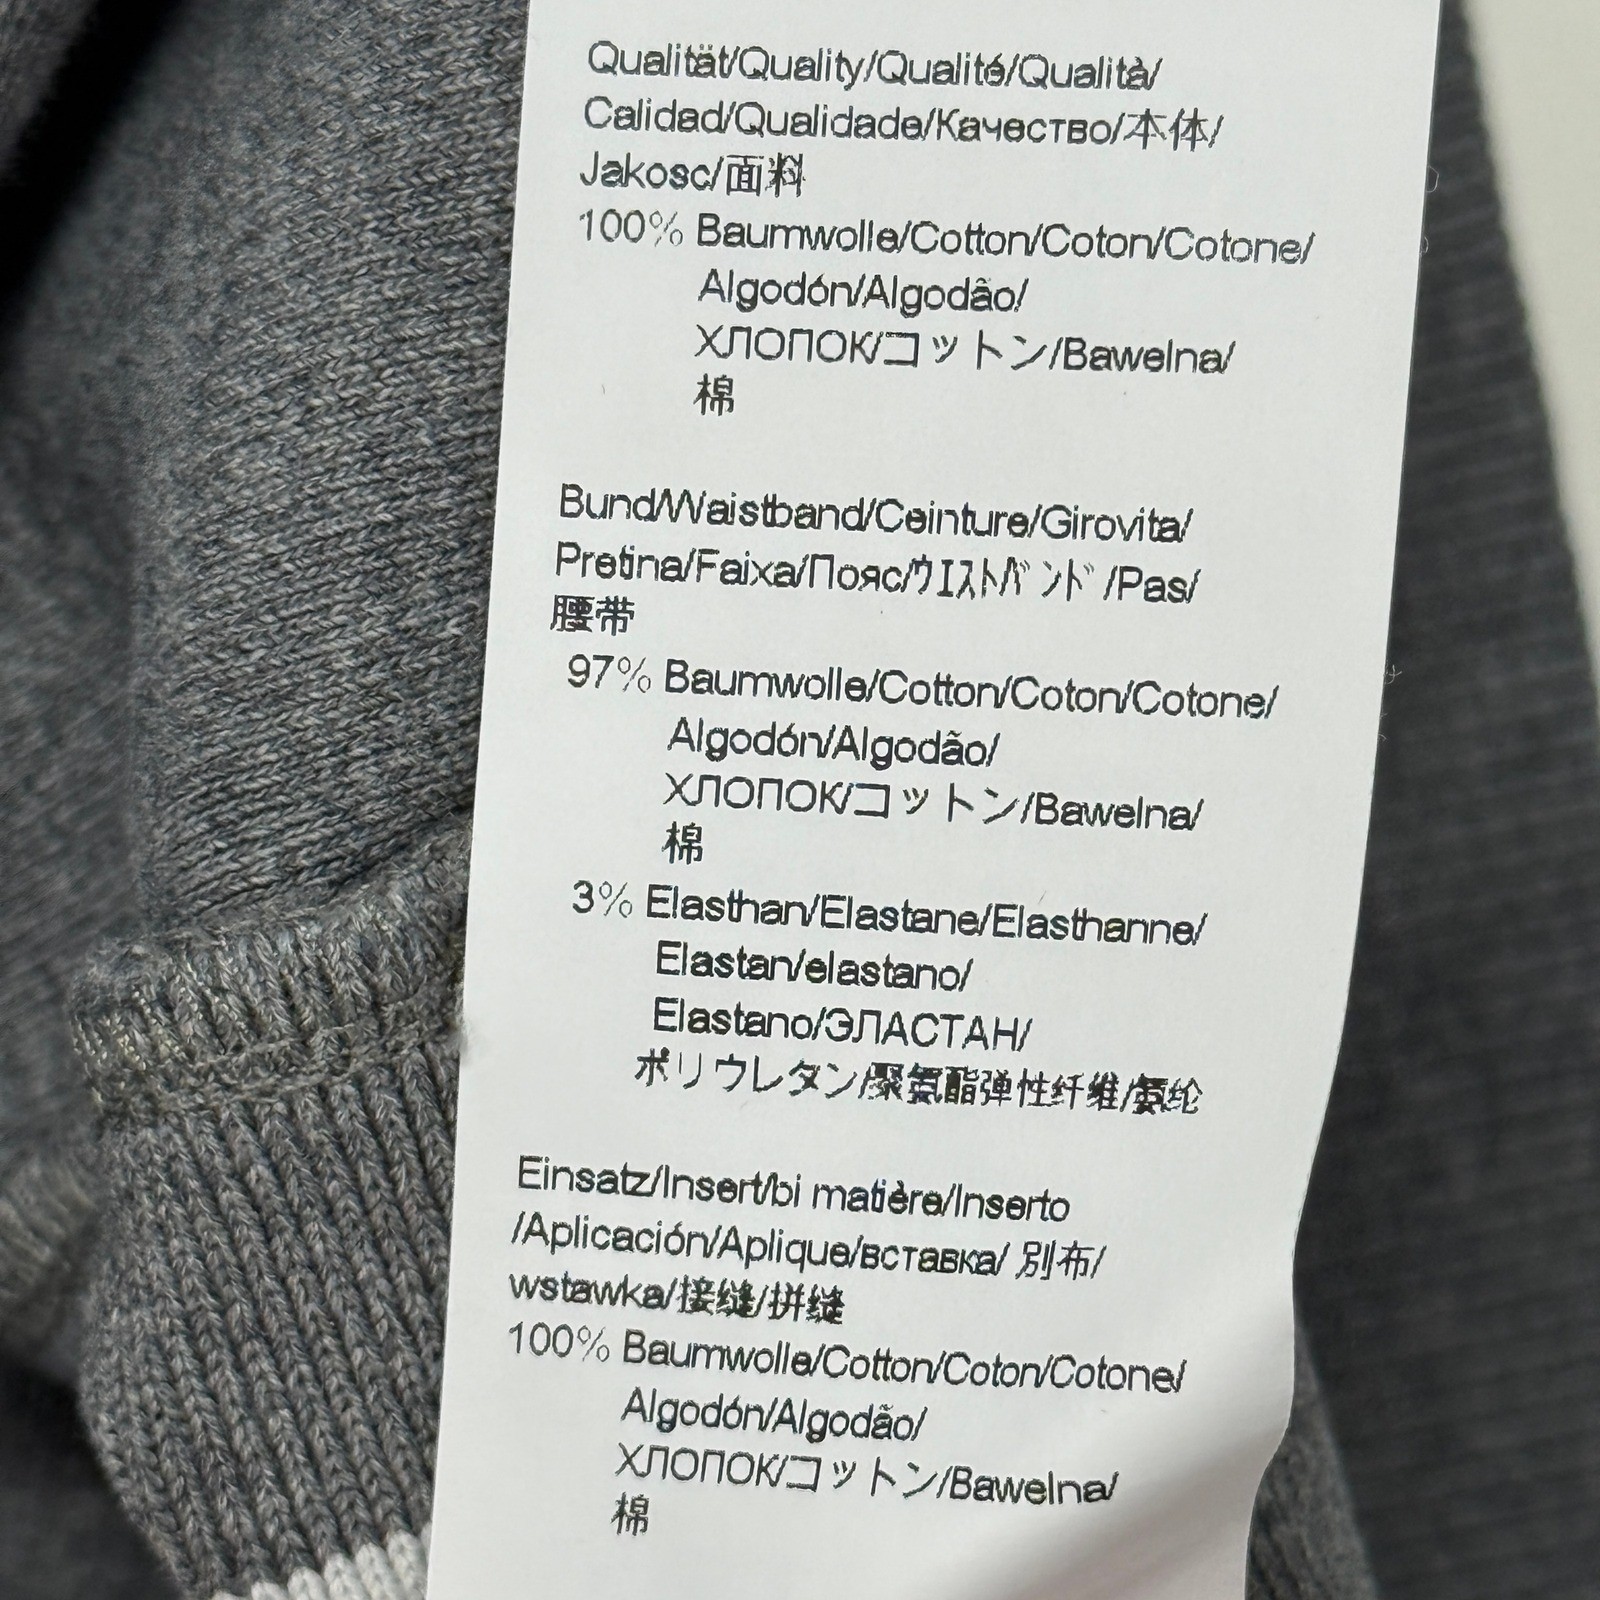 Qualität/Quality/Qualité/Qualità/
Calidad/Qualidade/Качество/本体/
Jakosc/面料
100% Baumwolle/Cotton/Coton/Cotone/
Algodón/Algodão/
ХЛОПОК/コットン/Bawelna/
棉
Bund/Waistband/Ceinture/Girovita/
Pretina/Faixa/Пояс/ｳｴｽﾄﾊﾞﾝﾄﾞ/Pas/
腰带
97% Baumwolle/Cotton/Coton/Cotone/
Algodón/Algodão/
ХЛОПОК/コットン/Bawelna/
棉
3% Elasthan/Elastane/Elasthanne/
Elastan/elastano/
Elastano/ЭЛАСТАН/
ポリウレタン/聚氨酯弹性纤维/氨纶
Einsatz/Insert/bi matière/Inserto
/Aplicación/Aplique/вставка/ 別布/
wstawka/接缝/拼缝
100% Baumwolle/Cotton/Coton/Cotone/
Algodón/Algodão/
ХЛОПОК/コットン/Bawelna/
棉